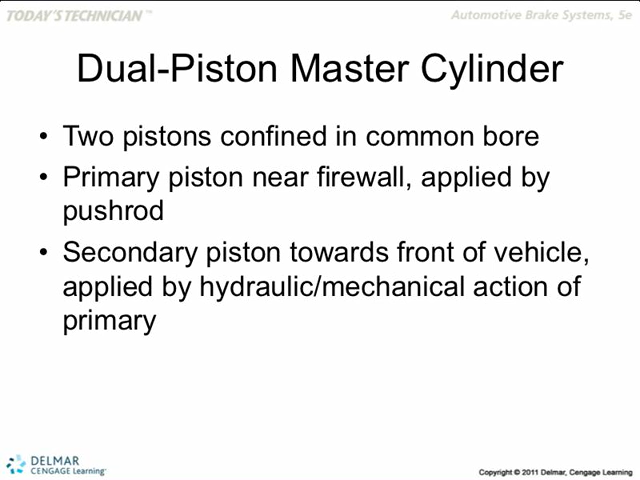 TODAY'S TECHNICIAN™
Automotive Brake Systems, 5e
Dual-Piston Master Cylinder
• Two pistons confined in common bore
• Primary piston near firewall, applied by
pushrod
• Secondary piston towards front of vehicle,
applied by hydraulic/mechanical action of
primary
DELMAR
CENGAGE Learning
Copyright © 2011 Delmar, Cengage Learning